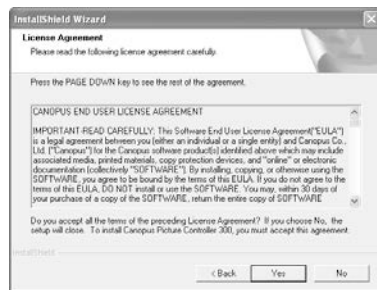 InstallShield Wizard
License Agreement
Please read the following license agreement carefully.
Press the PAGE DOWN key to see the rest of the agreement.
CANOPUS END USER LICENSE AGREEMENT
IMPORTANT-READ CAREFULLY: This Software End User License Agreement("EULA")
is a legal agreement between you (either an individual or a single entity) and Canopus Co.,
Ltd. ("Canopus") for the Canopus software product(s) identified above which may include
associated media, printed materials, copy protection devices, and "online" or electronic
documentation (collectively "SOFTWARE"). By installing, copying, or otherwise using the
SOFTWARE, you agree to be bound by the terms of this EULA. If you do not agree to the
terms of this EULA, DO NOT install or use the SOFTWARE. You may, within 30 days of
your purchase of a copy of the SOFTWARE, return the entire copy of SOFTWARE
Do you accept all the terms of the preceding License Agreement? If you choose No, the
setup will close. To install Canopus Picture Controller 300, you must accept this agreement.
InstallShield
< Back
Yes
No